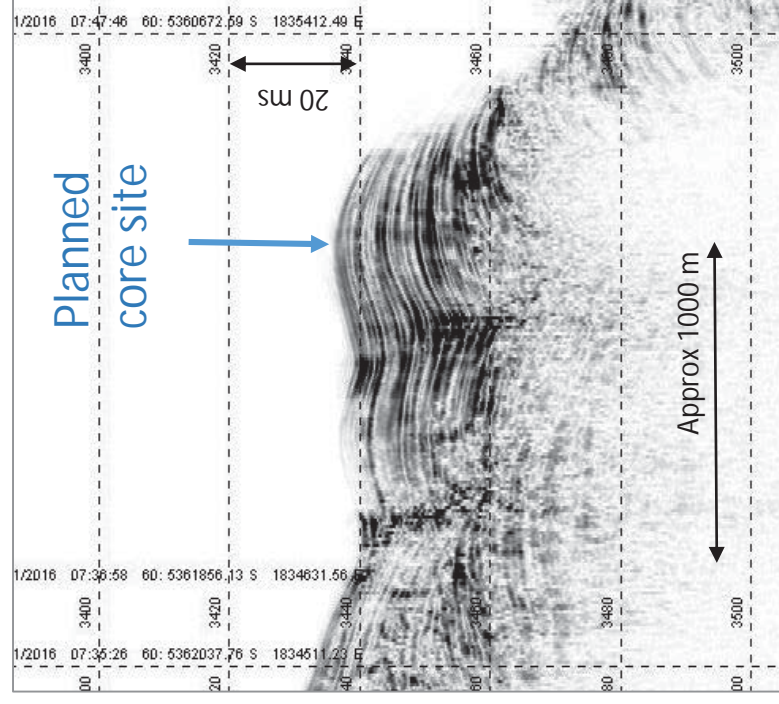 1/2016 07:47:46 60: 5360672.59 S 1835412.49 E
3400
3420
3440
3460
3480
3500
20 ms
Planned
core site
Approx 1000 m
1/2016 07:36:58 60: 5361856.13 S 1834631.56 E
3400
3420
3440
3460
3480
3500
1/2016 07:35:26 60: 5362037.76 S 1834511.23 E
00
20
40
60
80
00